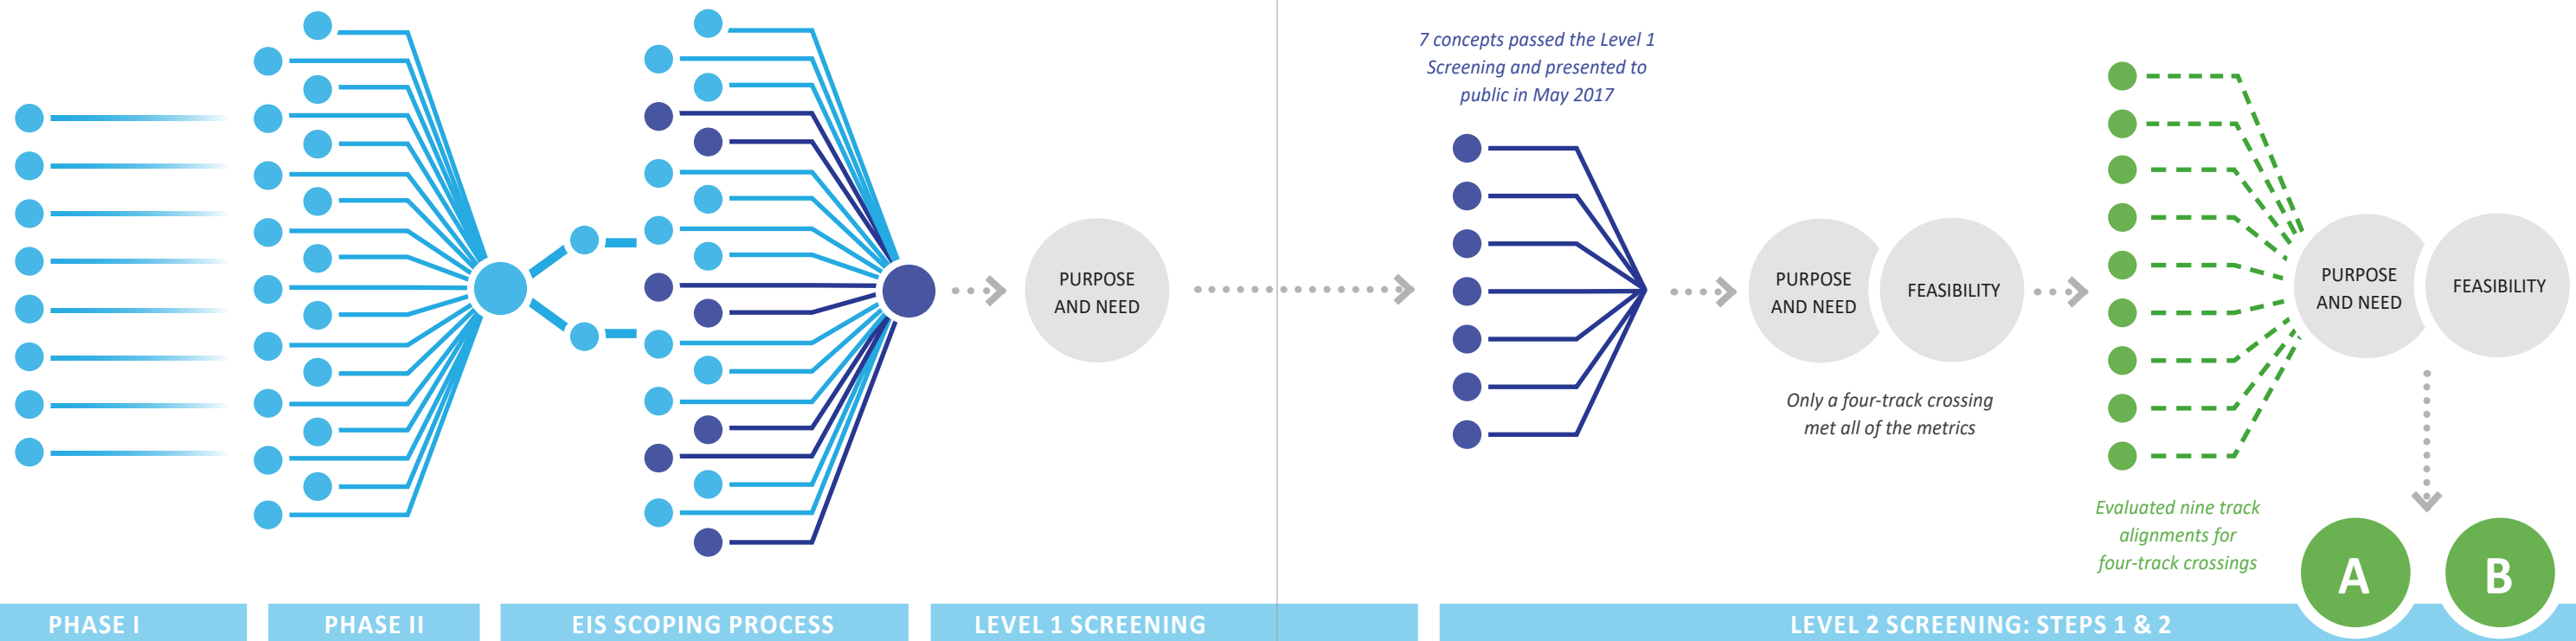 7 concepts passed the Level 1
Screening and presented to
public in May 2017
PURPOSE
AND NEED
PURPOSE
AND NEED
FEASIBILITY
Only a four-track crossing
met all of the metrics
PURPOSE
AND NEED
FEASIBILITY
Evaluated nine track
alignments for
four-track crossings
A
B
PHASE I
PHASE II
EIS SCOPING PROCESS
LEVEL 1 SCREENING
LEVEL 2 SCREENING: STEPS 1 & 2